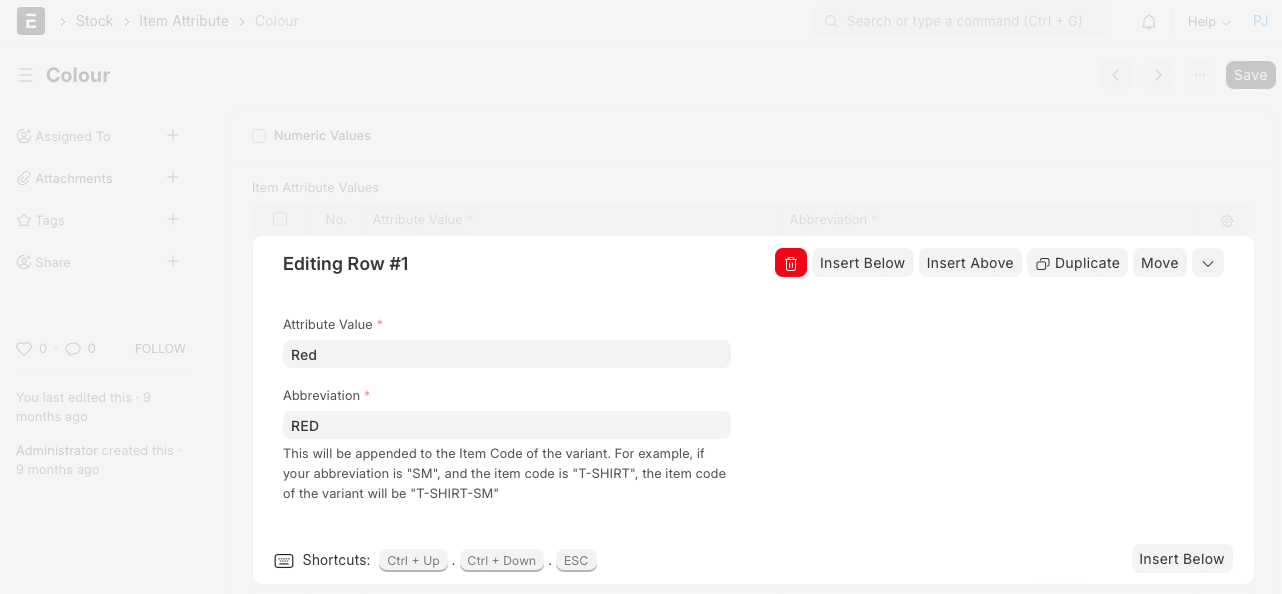 E
Stock
Item Attribute
Colour
Search or type a command (Ctrl + G)
Help
PJ
Colour
...
Save
Assigned To
Attachments
Tags
Share
0 · 0 FOLLOW
You last edited this · 9
months ago
Administrator created this ·
9 months ago
Numeric Values
Item Attribute Values
No. Attribute Value * Abbreviation *
Editing Row #1
Insert Below
Insert Above
Duplicate
Move
Attribute Value *
Red
Abbreviation *
RED
This will be appended to the Item Code of the variant. For example, if
your abbreviation is "SM", and the item code is "T-SHIRT", the item code
of the variant will be "T-SHIRT-SM"
Shortcuts: Ctrl + Up . Ctrl + Down . ESC
Insert Below